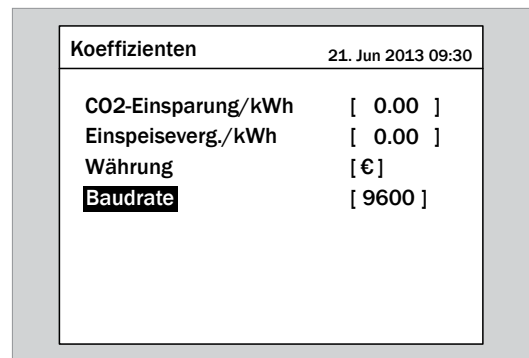 Koeffizienten 21. Jun 2013 09:30
CO2-Einsparung/kWh [ 0.00 ]
Einspeiseverg./kWh [ 0.00 ]
Währung [ € ]
Baudrate [ 9600 ]